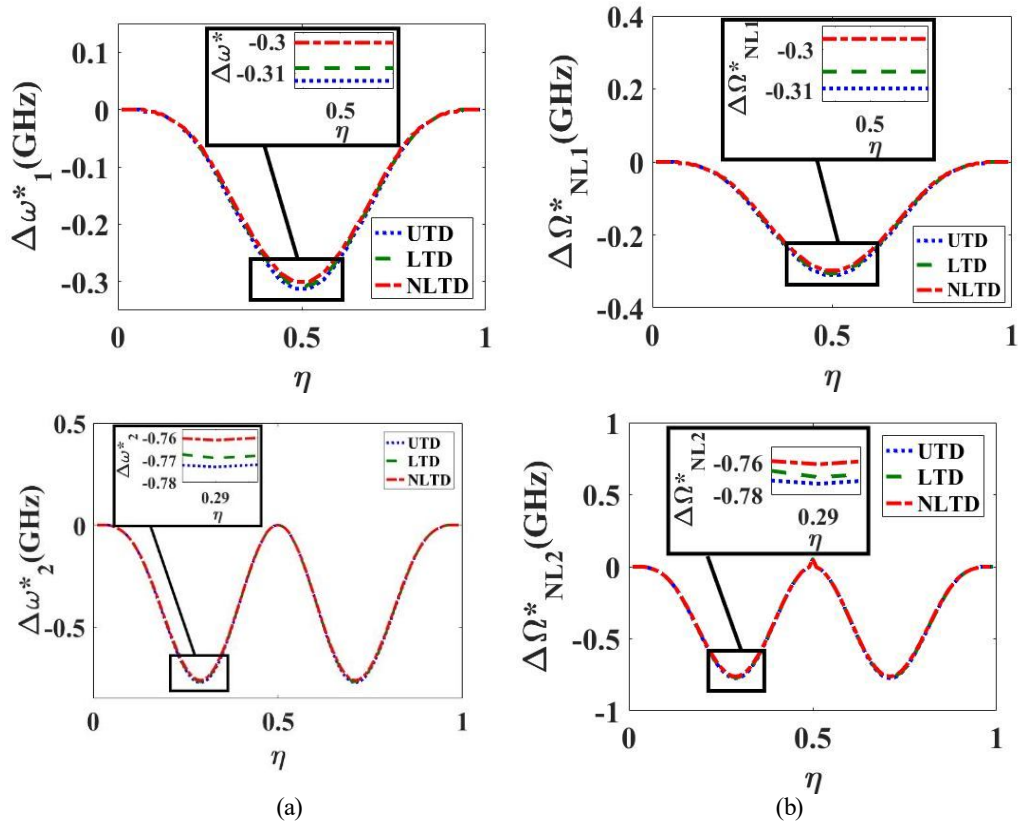 0.1
0
-0.1
-0.2
-0.3
Δω*₁(GHz)
Δω*
-0.3
-0.31
0.5
η
UTD
LTD
NLTD
0 0.5 1
η
0.4
0.2
0
-0.2
-0.4
ΔΩ*NL1(GHz)
ΔΩ*NL1
-0.3
-0.31
0.5
η
UTD
LTD
NLTD
0 0.5 1
η
0.5
0
-0.5
Δω*₂(GHz)
Δω*₂
-0.76
-0.77
-0.78
0.29
η
UTD
LTD
NLTD
0 0.5 1
η
(a)
1
0.5
0
-0.5
-1
ΔΩ*NL2(GHz)
ΔΩ*NL2
-0.76
-0.78
0.29
η
UTD
LTD
NLTD
0 0.5 1
η
(b)